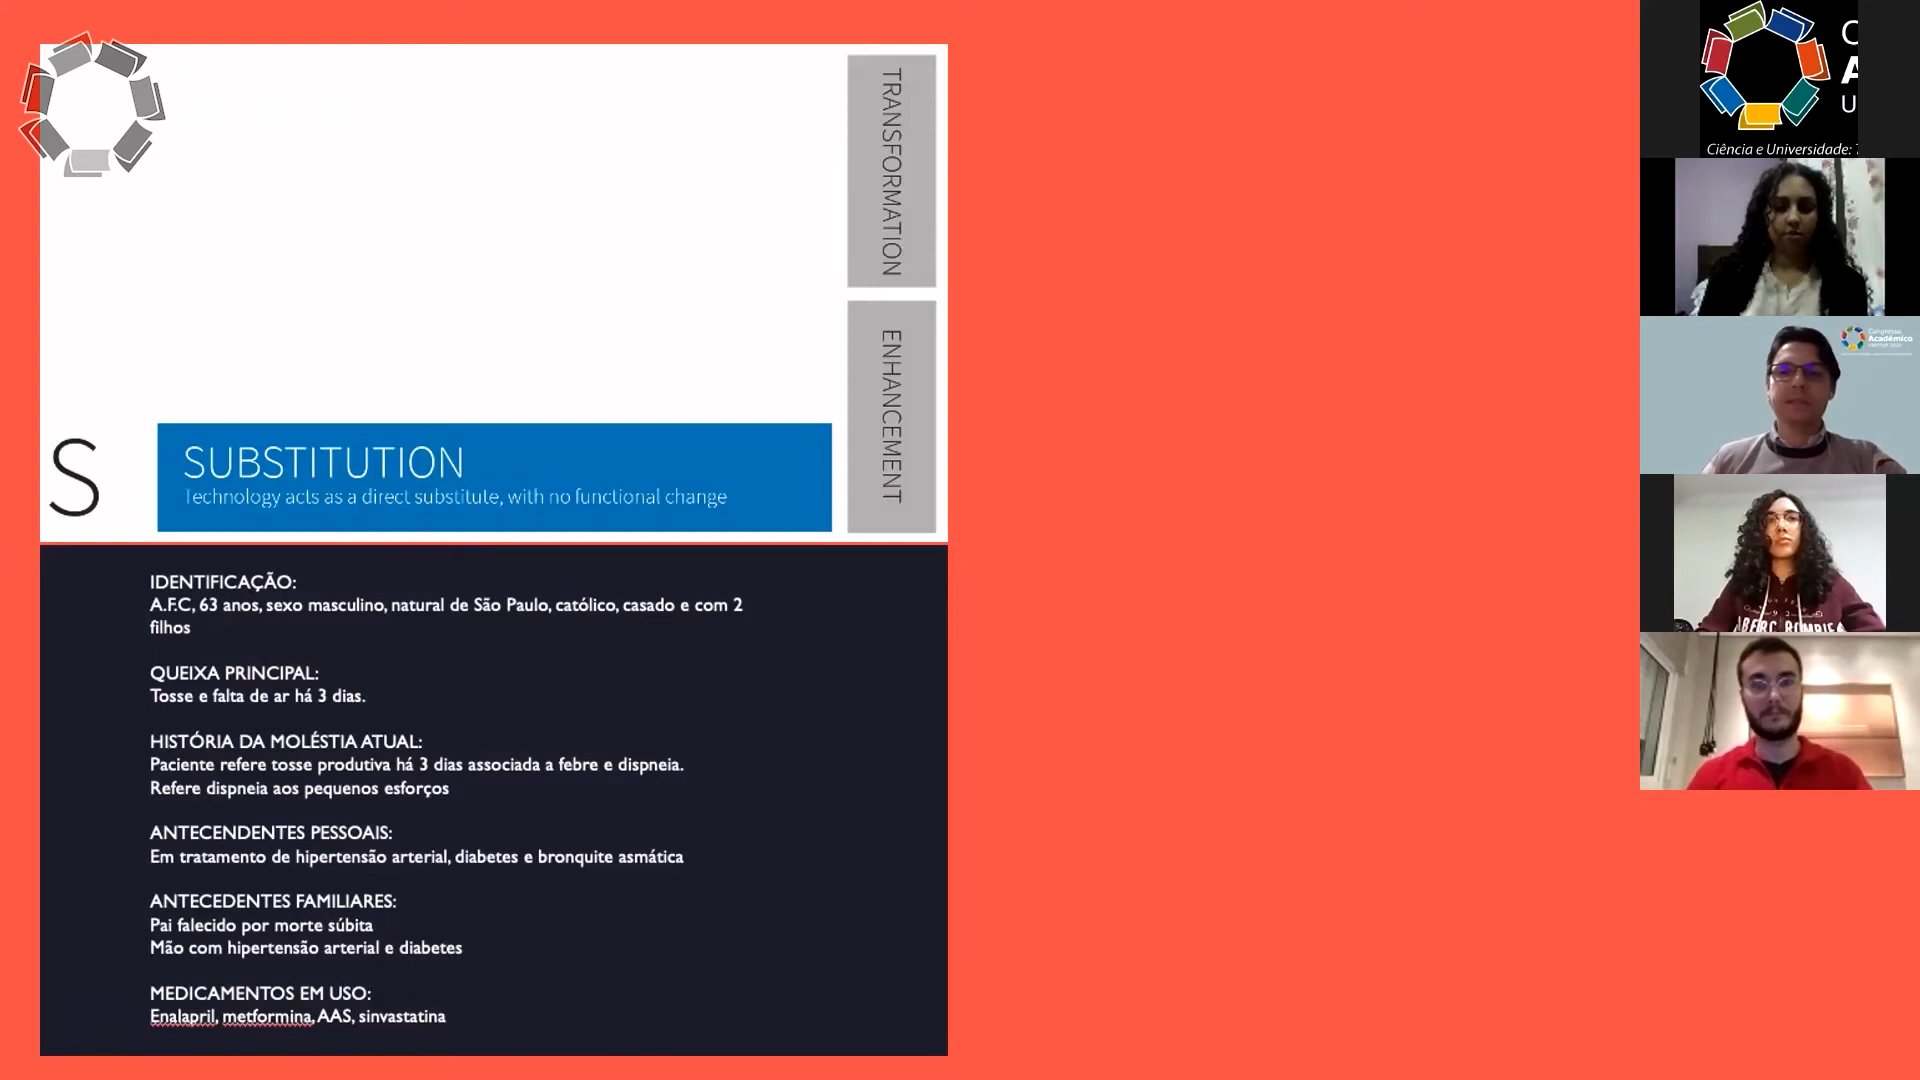 TRANSFORMATION
ENHANCEMENT
S
SUBSTITUTION
Technology acts as a direct substitute, with no functional change
IDENTIFICAÇÃO:
A.F.C, 63 anos, sexo masculino, natural de São Paulo, católico, casado e com 2
filhos
QUEIXA PRINCIPAL:
Tosse e falta de ar há 3 dias.
HISTÓRIA DA MOLÉSTIA ATUAL:
Paciente refere tosse produtiva há 3 dias associada a febre e dispneia.
Refere dispneia aos pequenos esforços
ANTECENDENTES PESSOAIS:
Em tratamento de hipertensão arterial, diabetes e bronquite asmática
ANTECEDENTES FAMILIARES:
Pai falecido por morte súbita
Mão com hipertensão arterial e diabetes
MEDICAMENTOS EM USO:
Enalapril, metformina, AAS, sinvastatina
C
A
U
Ciência e Universidade:
Congresso
Acadêmico